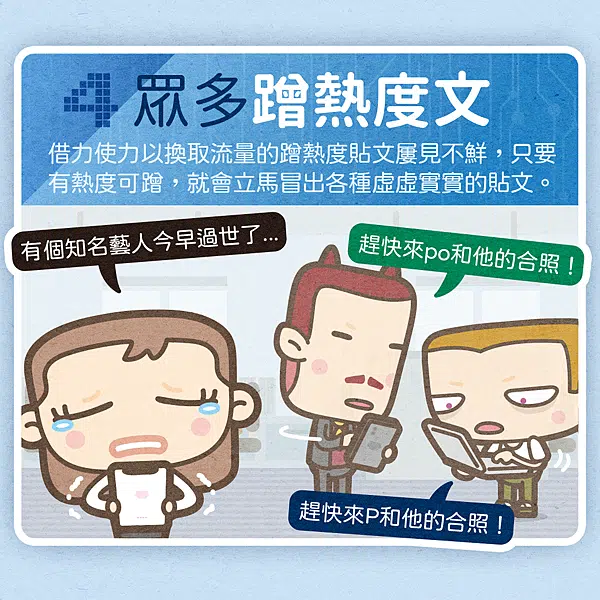 4 眾多蹭熱度文
借力使力以換取流量的蹭熱度貼文屢見不鮮，只要
有熱度可蹭，就會立馬冒出各種虛虛實實的貼文。
有個知名藝人今早過世了...
趕快來po和他的合照！
趕快來P和他的合照！